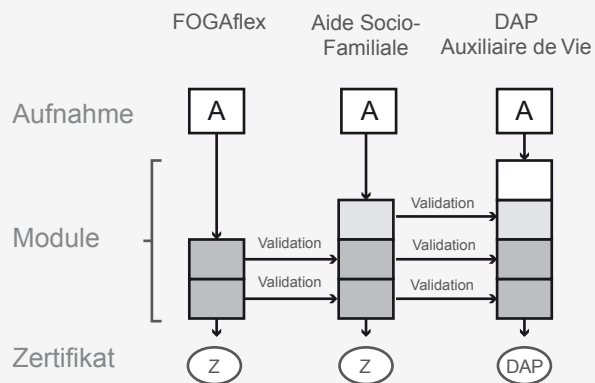 FOGAflex
Aide Socio-
Familiale
DAP
Auxiliaire de Vie
Aufnahme
A
A
A
Module
Validation
Validation
Validation
Validation
Validation
Zertifikat
Z
Z
DAP